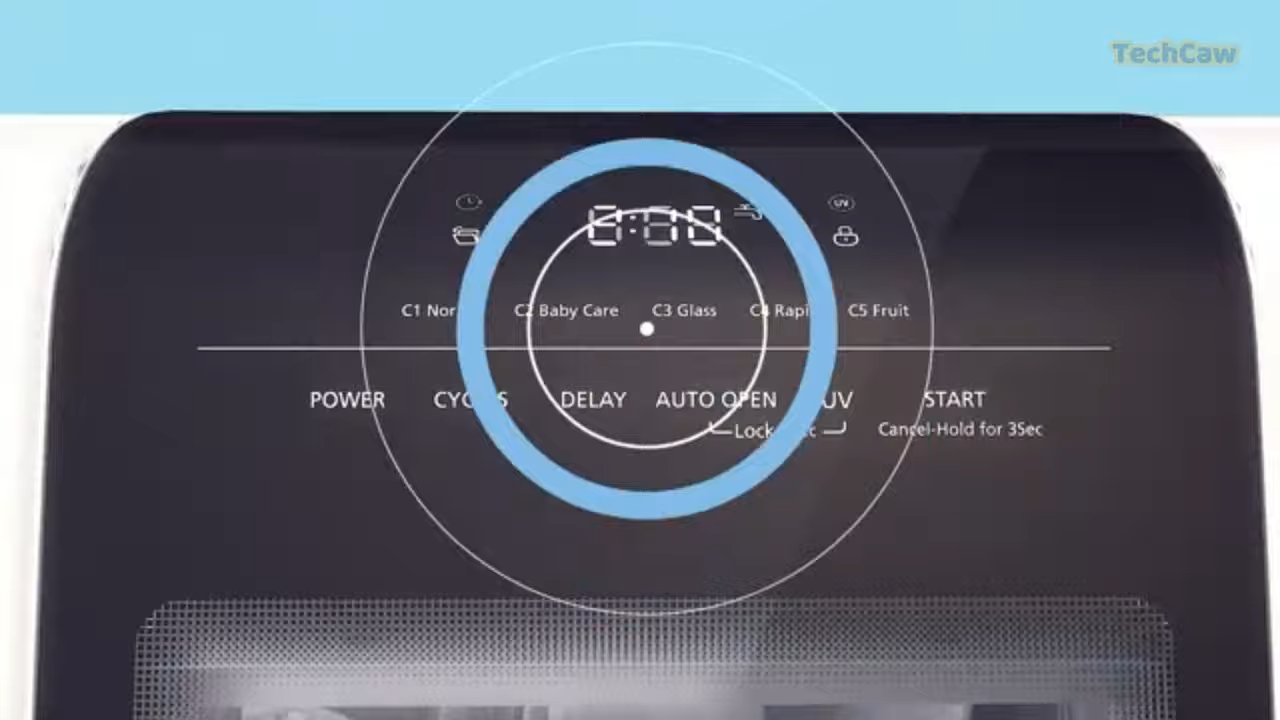 TechCaw
UV
C1 Nor C2 Baby Care C3 Glass C4 Rapi C5 Fruit
POWER DELAY AUTO OPEN UV START
Lock Cancel-Hold for 3Sec